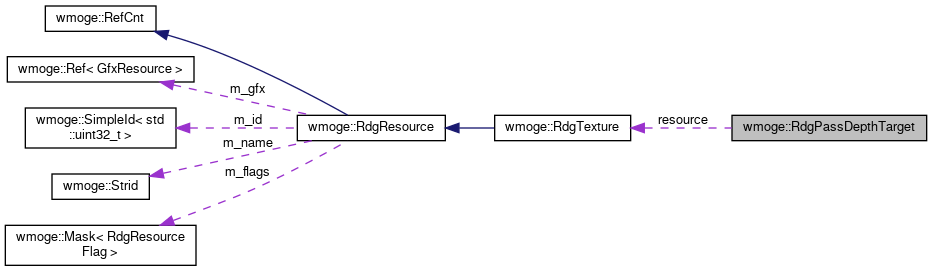 wmoge::RefCnt
wmoge::Ref< GfxResource >
m_gfx
wmoge::SimpleId< std
::uint32_t >
m_id
wmoge::RdgResource
wmoge::RdgTexture
resource
wmoge::RdgPassDepthTarget
m_name
wmoge::Strid
m_flags
wmoge::Mask< RdgResource
Flag >